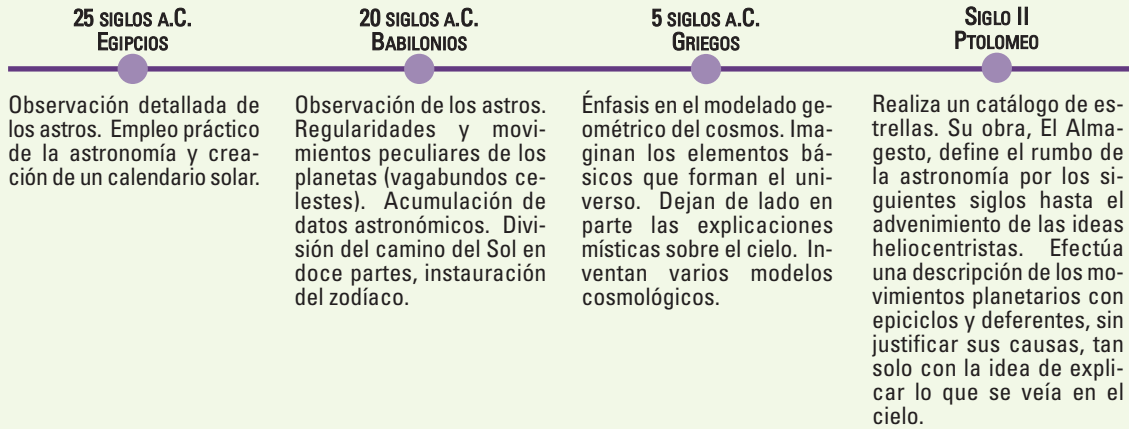 25 SIGLOS A.C.
EGIPCIOS
Observación detallada de
los astros. Empleo práctico
de la astronomía y crea-
ción de un calendario solar.
20 SIGLOS A.C.
BABILONIOS
Observación de los astros.
Regularidades y movi-
mientos peculiares de los
planetas (vagabundos ce-
lestes). Acumulación de
datos astronómicos. Divi-
sión del camino del Sol en
doce partes, instauración
del zodíaco.
5 SIGLOS A.C.
GRIEGOS
Énfasis en el modelado ge-
ométrico del cosmos. Ima-
ginan los elementos bá-
sicos que forman el uni-
verso. Dejan de lado en
parte las explicaciones
místicas sobre el cielo. In-
ventan varios modelos
cosmológicos.
SIGLO II
PTOLOMEO
Realiza un catálogo de es-
trellas. Su obra, El Alma-
gesto, define el rumbo de
la astronomía por los si-
guientes siglos hasta el
advenimiento de las ideas
heliocentristas. Efectúa
una descripción de los mo-
vimientos planetarios con
epiciclos y deferentes, sin
justificar sus causas, tan
solo con la idea de expli-
car lo que se veía en el
cielo.